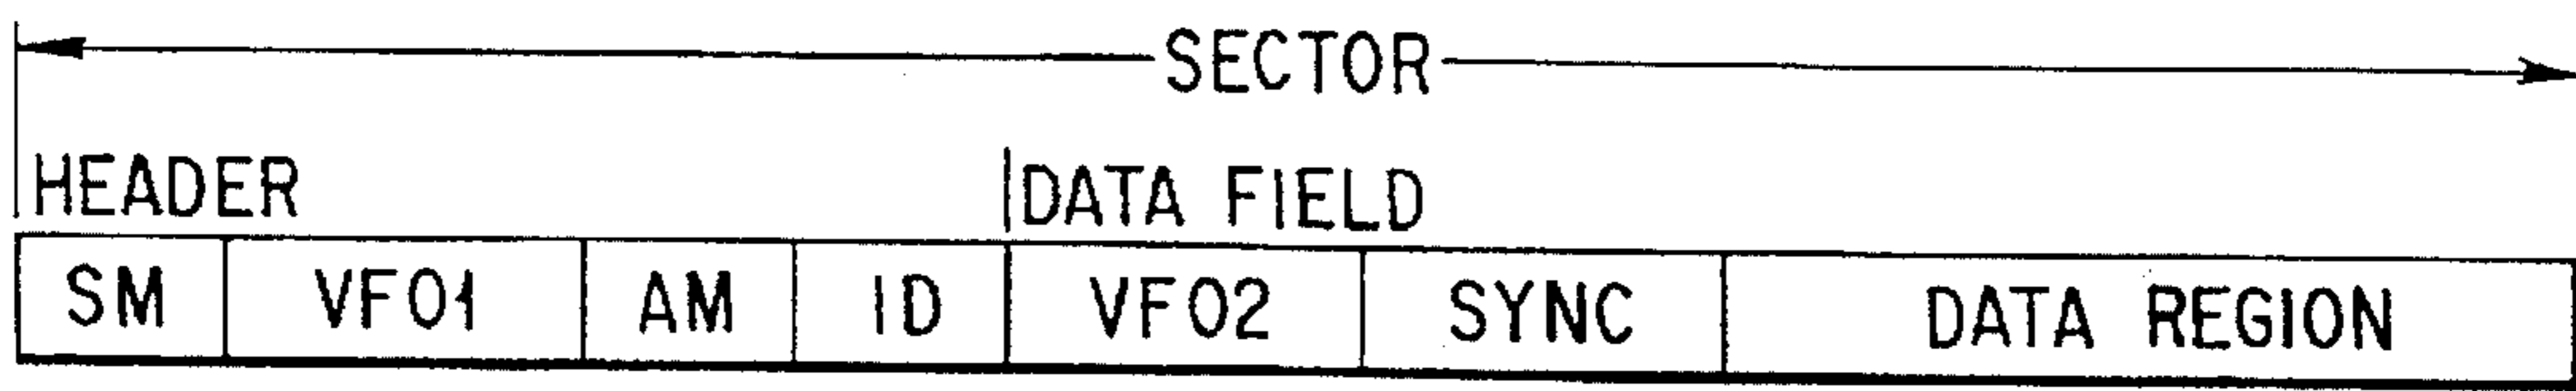 SECTOR
HEADER DATA FIELD
SM VFO1 AM ID VFO2 SYNC DATA REGION